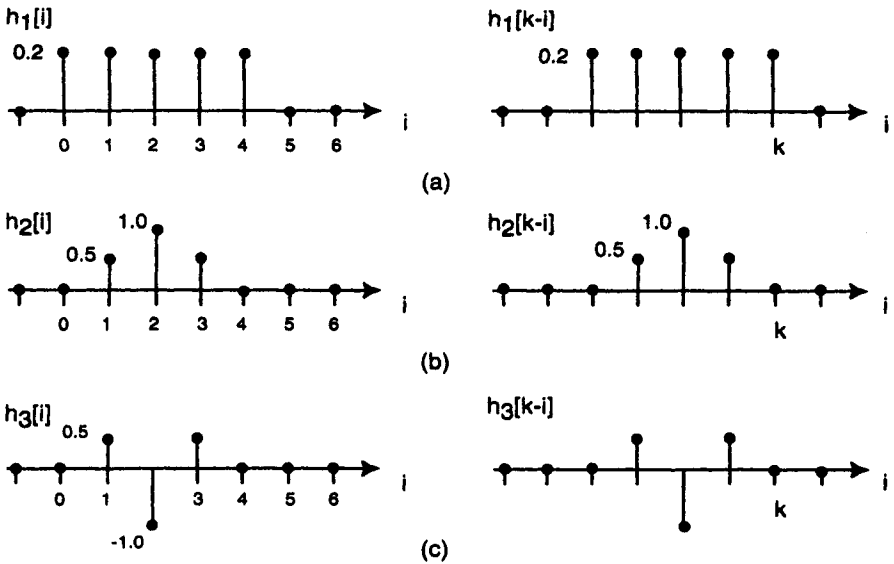 h1[i]
0.2
0 1 2 3 4 5 6
i
h1[k-i]
0.2
k
i
(a)
h2[i]
0.5
1.0
0 1 2 3 4 5 6
i
h2[k-i]
0.5
1.0
k
i
(b)
h3[i]
0.5
0 1 3 4 5 6
-1.0
i
h3[k-i]
k
i
(c)